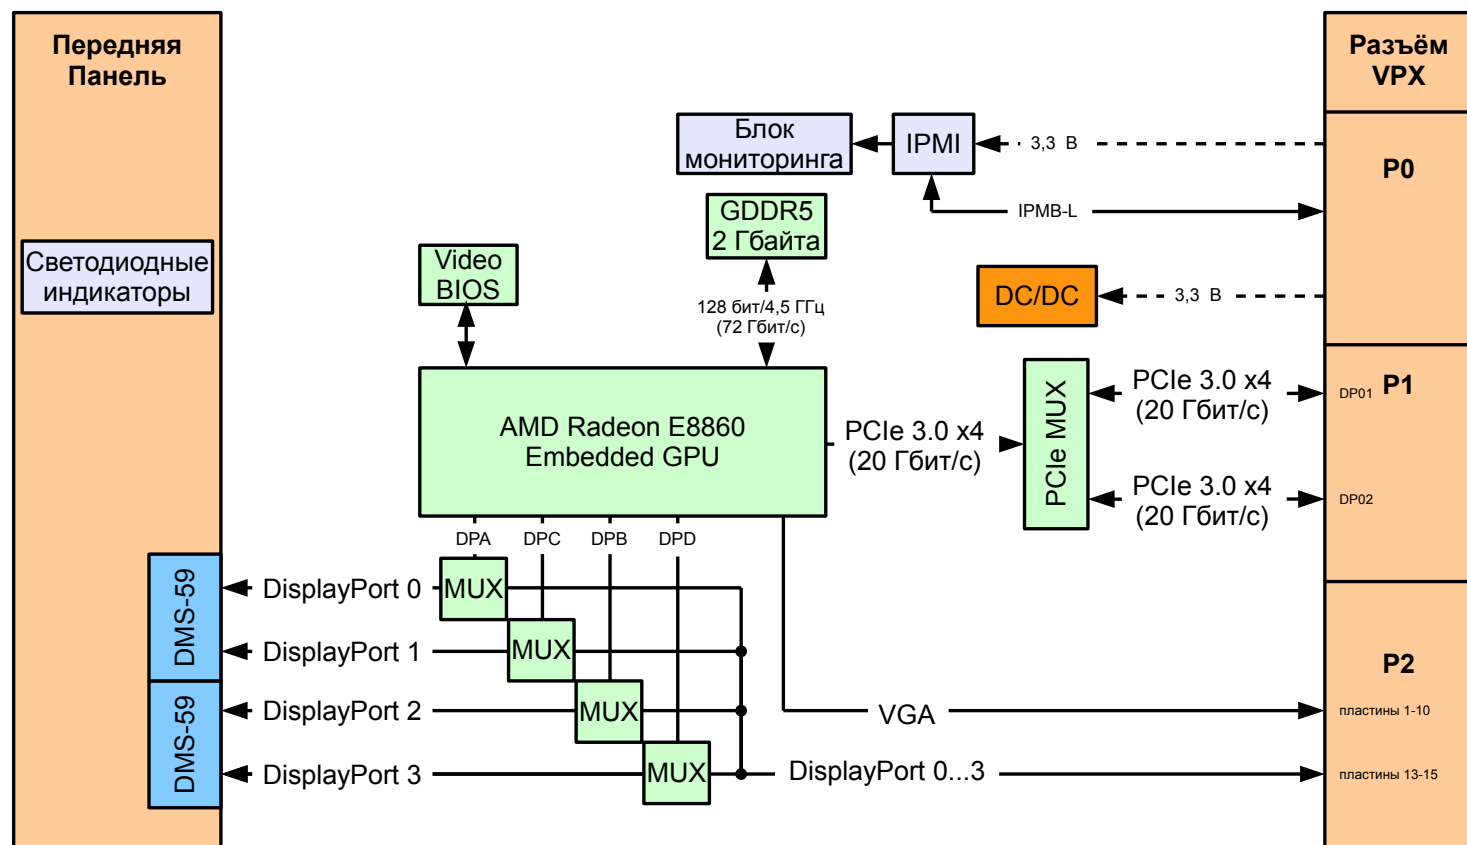 Передняя
Панель
Разъём
VPX
Блок
мониторинга
IPMI
3,3 В
P0
GDDR5
2 Гбайта
IPMB-L
Светодиодные
индикаторы
Video
BIOS
DC/DC
3,3 В
128 бит/4,5 ГГц
(72 Гбит/с)
AMD Radeon E8860
Embedded GPU
PCIe 3.0 x4
(20 Гбит/с)
PCIe MUX
PCIe 3.0 x4
(20 Гбит/с)
DP01
P1
PCIe 3.0 x4
(20 Гбит/с)
DP02
DPA
DPC
DPB
DPD
DMS-59
DisplayPort 0
MUX
DisplayPort 1
MUX
DMS-59
DisplayPort 2
MUX
VGA
P2
пластины 1-10
DisplayPort 3
MUX
DisplayPort 0...3
пластины 13-15